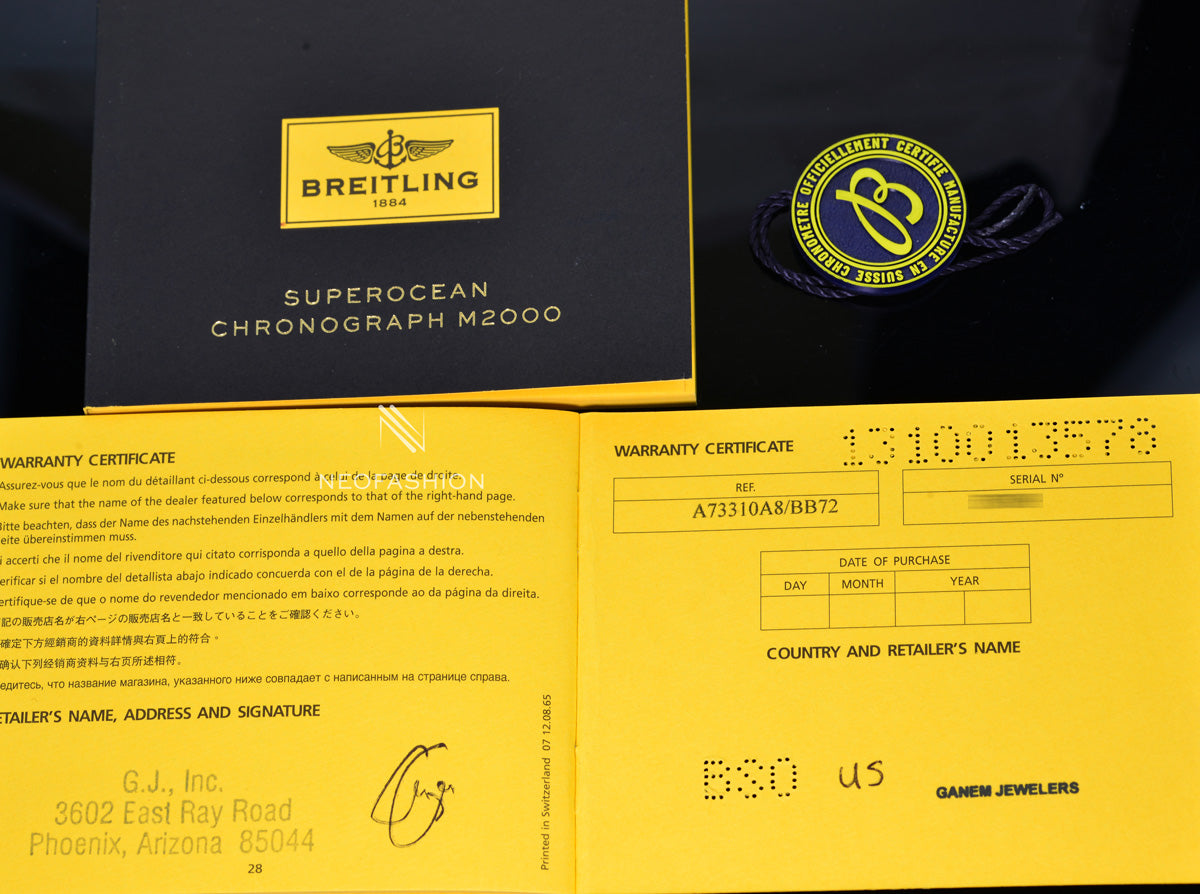 BREITLING
1884
SUPEROCEAN
CHRONOGRAPH M2000
CHRONOMETRE OFFICIELLEMENT CERTIFIE MANUFACTURE EN SUISSE
B
NEOFASHION
WARRANTY CERTIFICATE
Assurez-vous que le nom du détaillant ci-dessous correspond à celui de la page de droite.
Make sure that the name of the dealer featured below corresponds to that of the right-hand page.
Bitte beachten, dass der Name des nachstehenden Einzelhändlers mit dem Namen auf der nebenstehenden
eite übereinstimmen muss.
i accerti che il nome del rivenditore qui citato corrisponda a quello della pagina a destra.
erificar si el nombre del detallista abajo indicado concuerda con el de la página de la derecha.
ertifique-se de que o nome do revendedor mencionado em baixo corresponde ao da página da direita.
記の販売店名が右ページの販売店名と一致していることをご確認ください。
確定下方經銷商的資料詳情與右頁上的符合。
确认下列经销商资料与右页所述相符。
едитесь, что название магазина, указанного ниже совпадает с написанным на странице справа.
ETAILER'S NAME, ADDRESS AND SIGNATURE
G.J., Inc.
3602 East Ray Road
Phoenix, Arizona 85044
28
Printed in Switzerland 07 12.08.65
WARRANTY CERTIFICATE
1310013578
REF.
A73310A8/BB72
SERIAL Nº
DATE OF PURCHASE
DAY MONTH YEAR
COUNTRY AND RETAILER'S NAME
BSO US GANEM JEWELERS